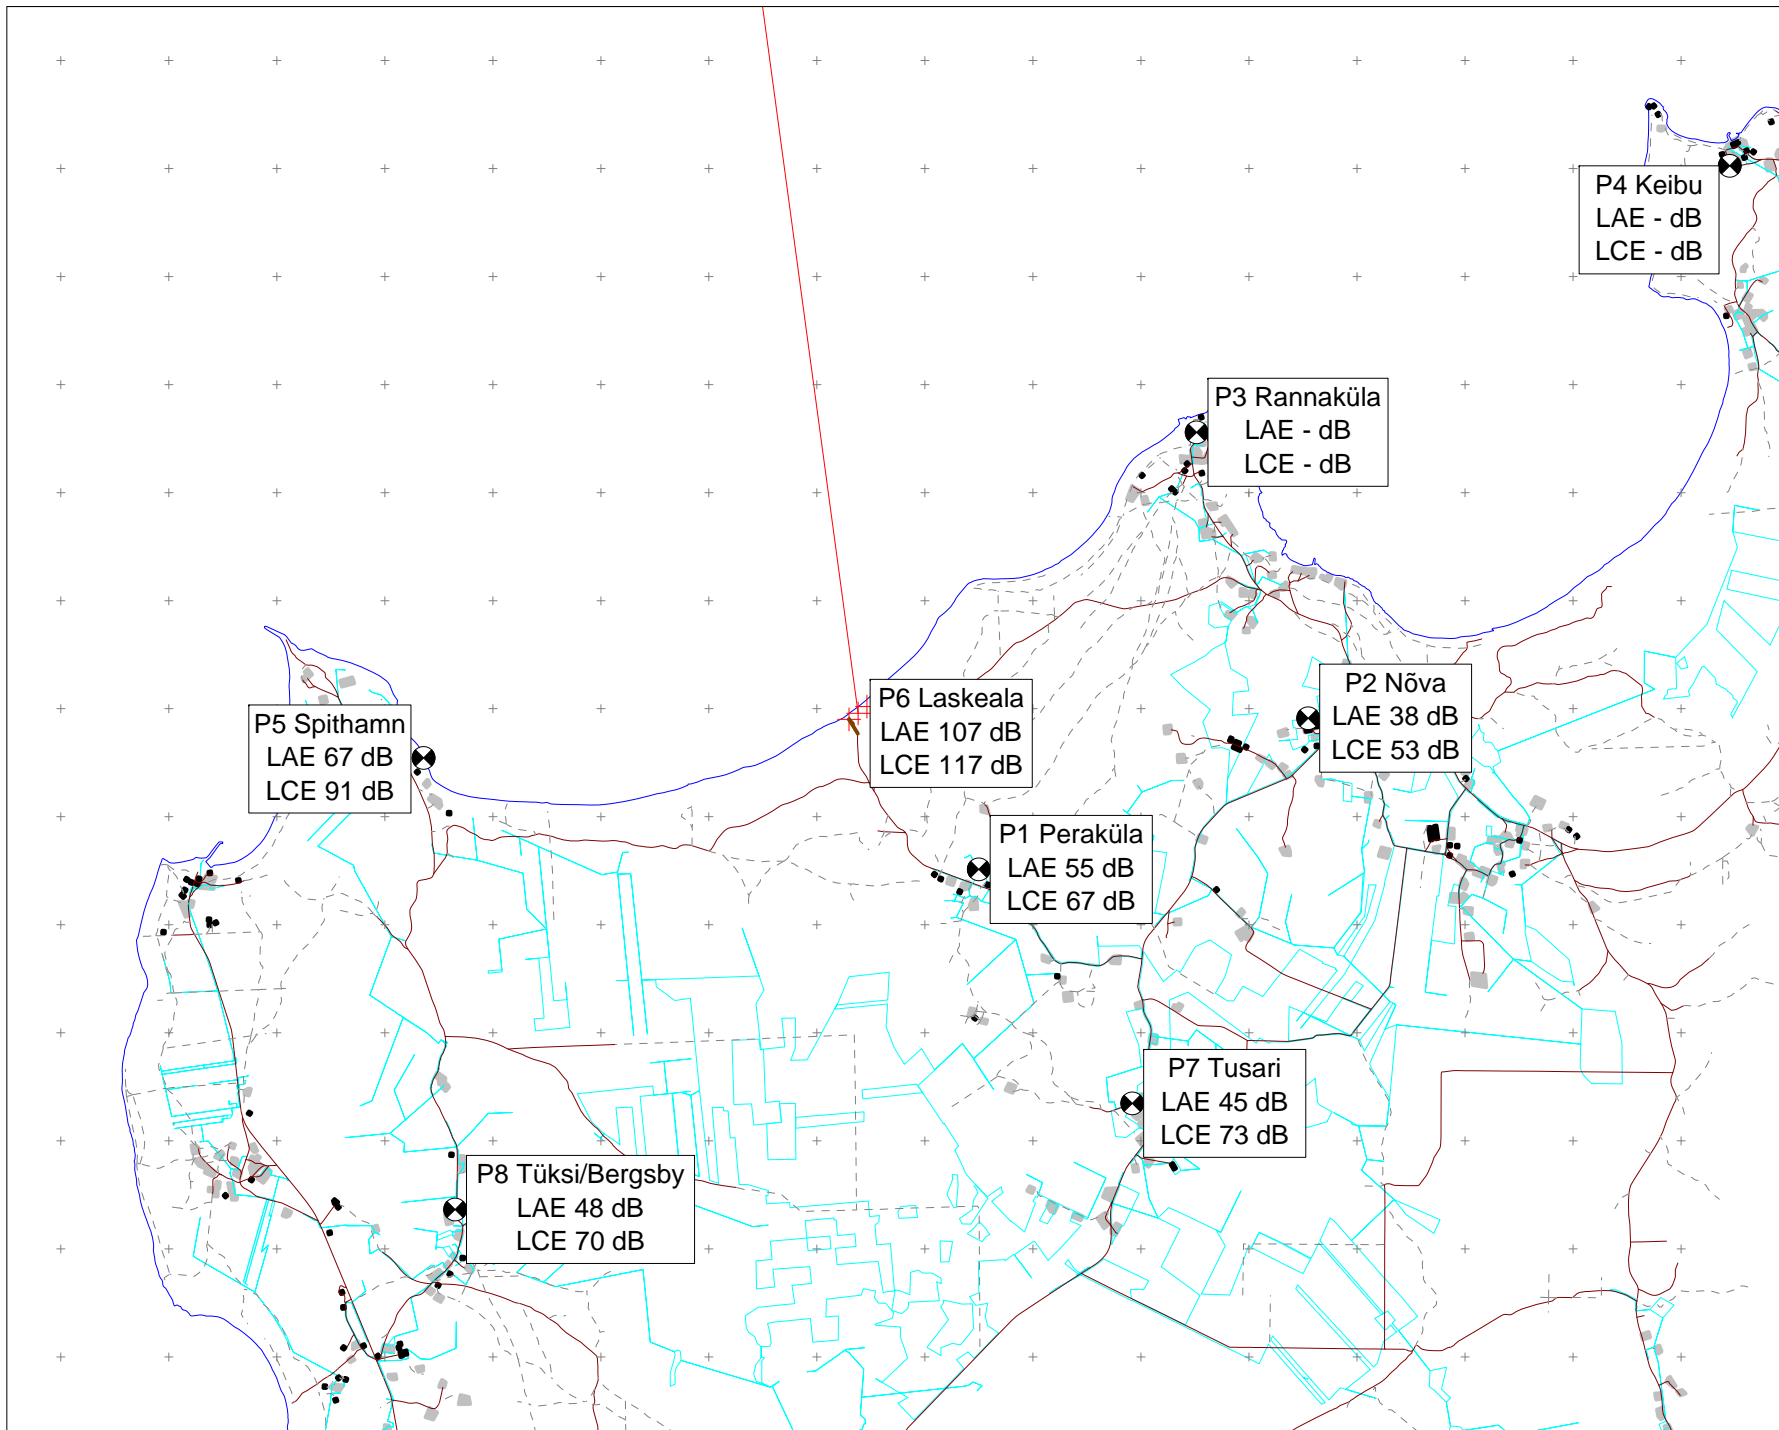 P4 Keibu
LAE - dB
LCE - dB
P3 Rannaküla
LAE - dB
LCE - dB
P2 Nõva
LAE 38 dB
LCE 53 dB
P6 Laskeala
LAE 107 dB
LCE 117 dB
P5 Spithamn
LAE 67 dB
LCE 91 dB
P1 Peraküla
LAE 55 dB
LCE 67 dB
P7 Tusari
LAE 45 dB
LCE 73 dB
P8 Tüksi/Bergsby
LAE 48 dB
LCE 70 dB